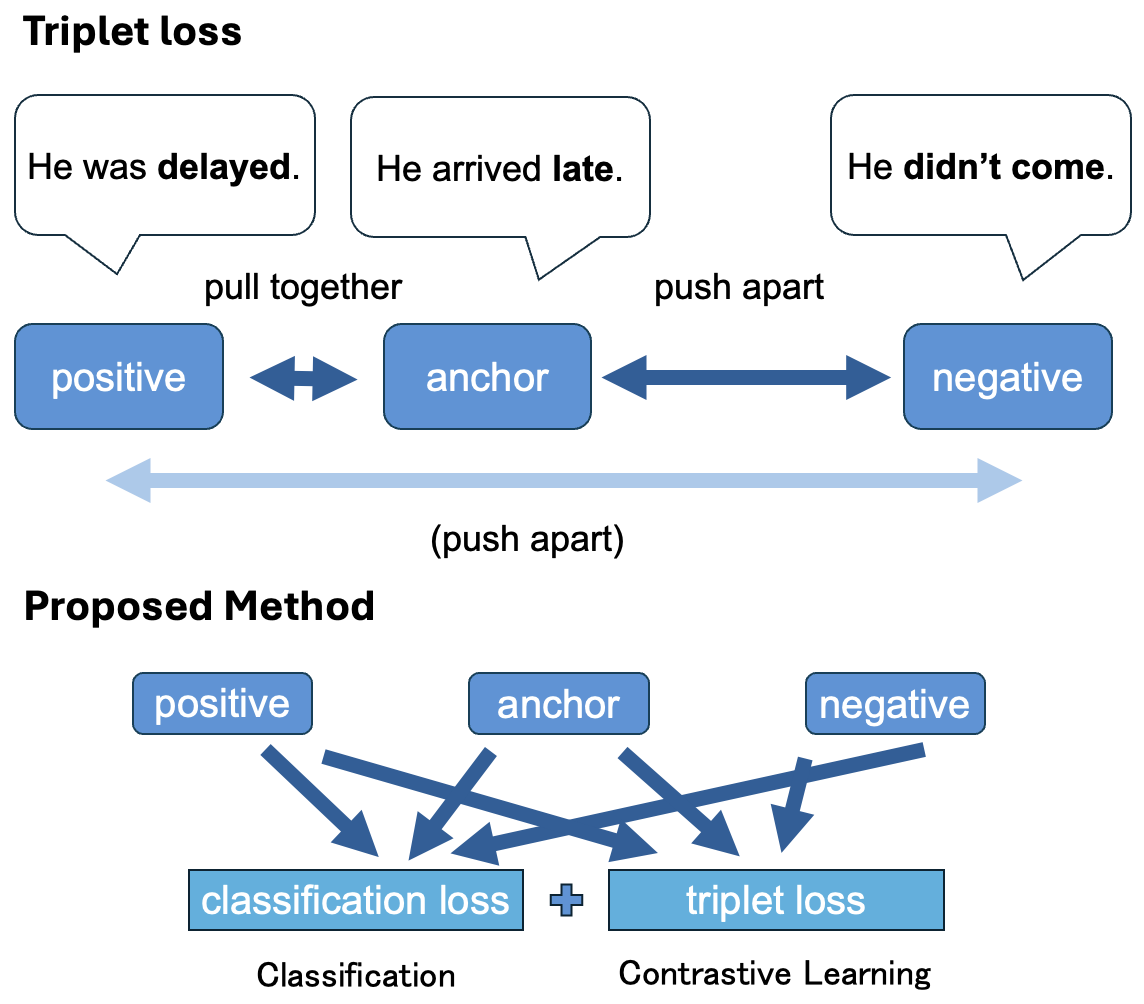 Triplet loss
He was delayed.
He arrived late.
He didn’t come.
pull together
push apart
positive
anchor
negative
(push apart)
Proposed Method
positive
anchor
negative
classification loss
triplet loss
Classification
Contrastive Learning